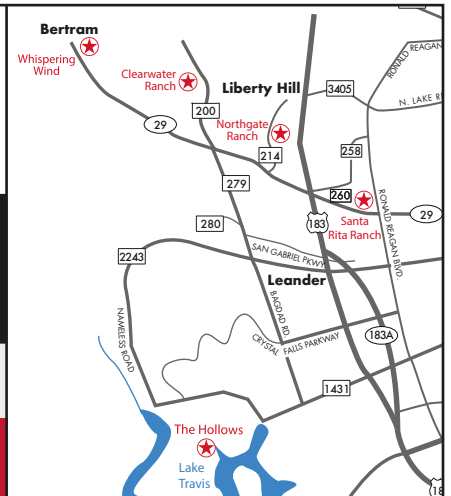 Bertram
Whispering
Wind
Clearwater
Ranch
Liberty Hill
3405
RONALD REAGAN
N. LAKE
200
29
Northgate
Ranch
214
258
279
260
Santa
Rita Ranch
29
183
280
SAN GABRIEL PKWY
RONALD REAGAN BLVD.
2243
Leander
BAGDAD RD.
NAMELESS ROAD
CRYSTAL FALLS PARKWAY
183A
1431
The Hollows
Lake
Travis